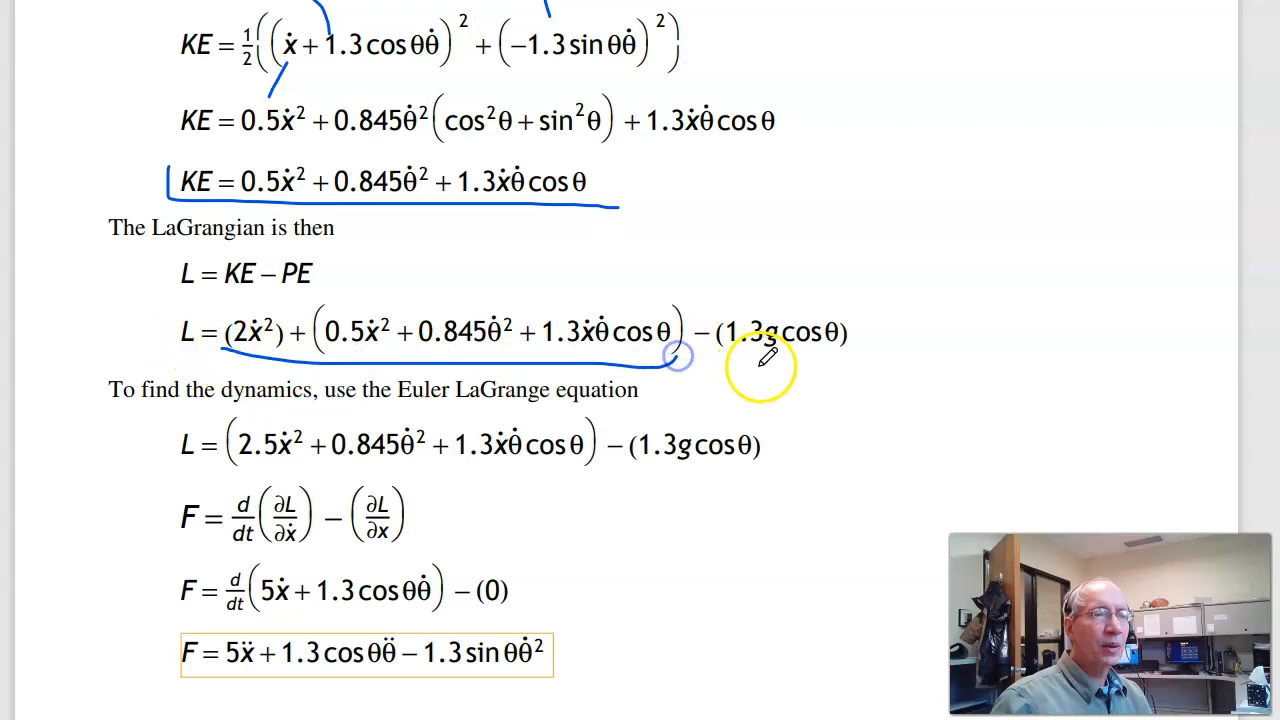 KE = ½((ẋ + 1.3 cos θθ̇)² + (−1.3 sin θθ̇)²)
KE = 0.5ẋ² + 0.845θ̇²(cos²θ + sin²θ) + 1.3ẋθ̇ cos θ
KE = 0.5ẋ² + 0.845θ̇² + 1.3ẋθ̇ cos θ
The LaGrangian is then
L = KE − PE
L = (2ẋ²) + (0.5ẋ² + 0.845θ̇² + 1.3ẋθ̇ cos θ) − (1.3g cos θ)
To find the dynamics, use the Euler LaGrange equation
L = (2.5ẋ² + 0.845θ̇² + 1.3ẋθ̇ cos θ) − (1.3g cos θ)
F = d/dt(∂L/∂ẋ) − (∂L/∂x)
F = d/dt(5ẋ + 1.3 cos θθ̇) − (0)
F = 5ẍ + 1.3 cos θθ̈ − 1.3 sin θθ̇²